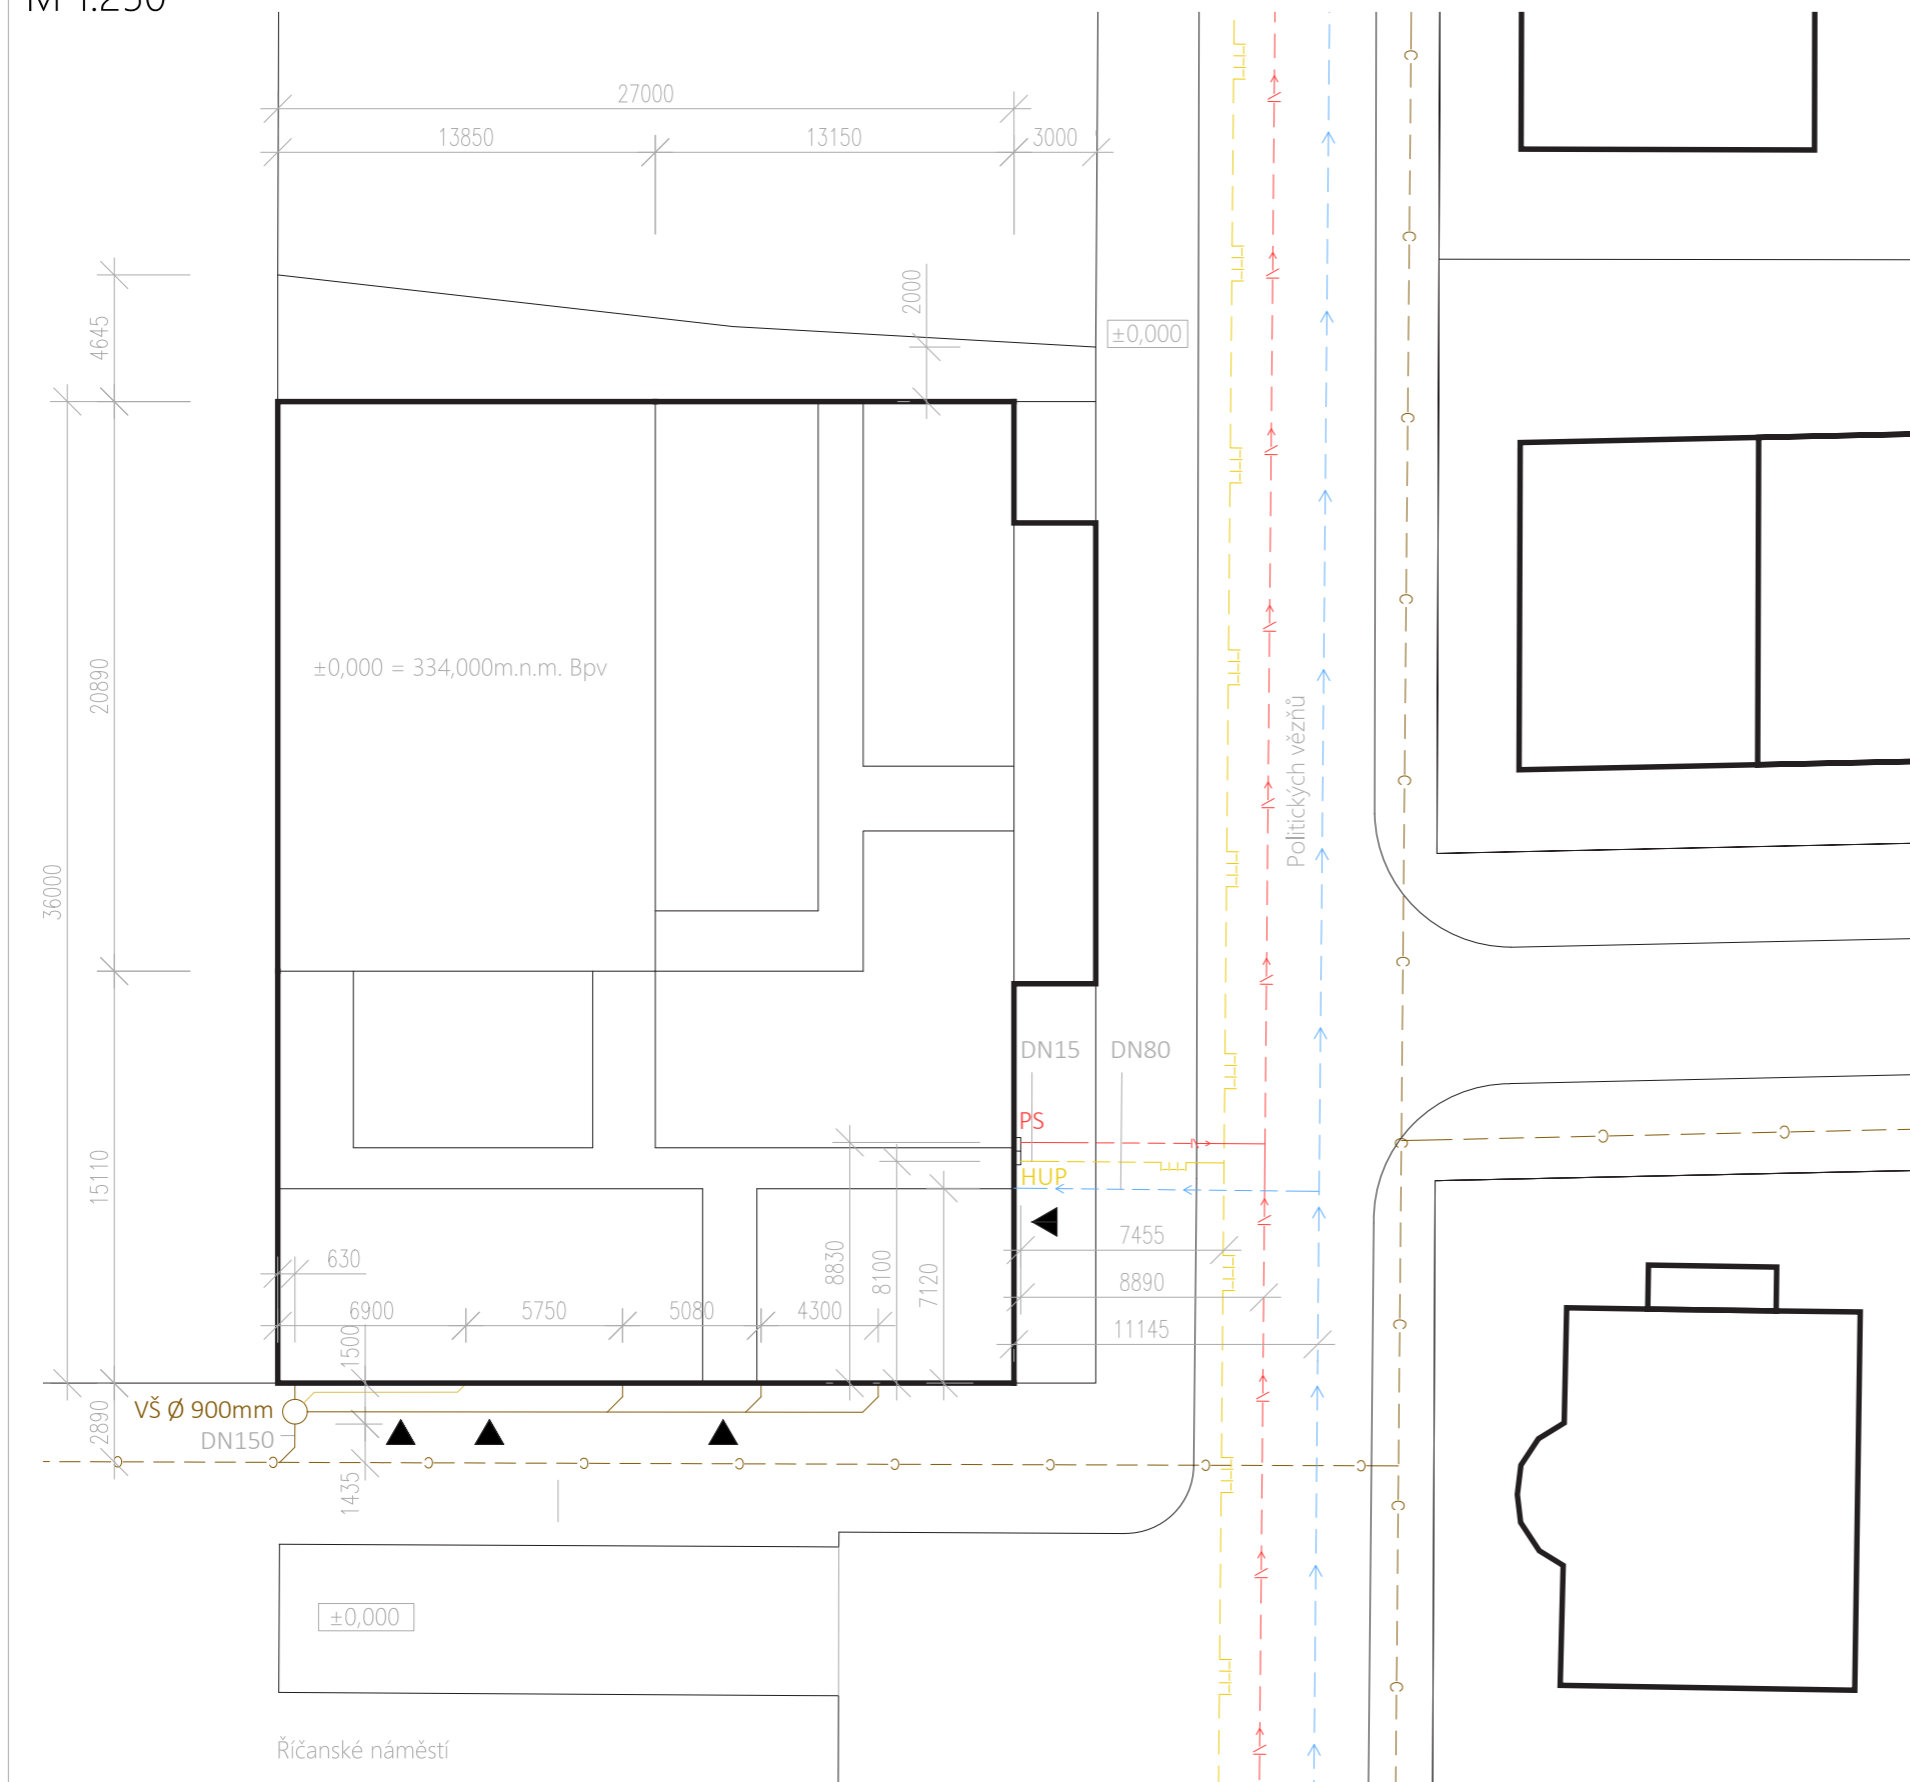 M 1:250
27000
13850
13150
3000
4645
2000
±0,000
±0,000 = 334,000m.n.m. Bpv
20890
36000
Politických vězňů
DN15
DN80
PS
HUP
15110
7455
8830
8100
7120
630
8890
6900
5750
5080
4300
11145
1500
VŠ Ø 900mm
DN150
2890
1435
±0,000
Říčanské náměstí